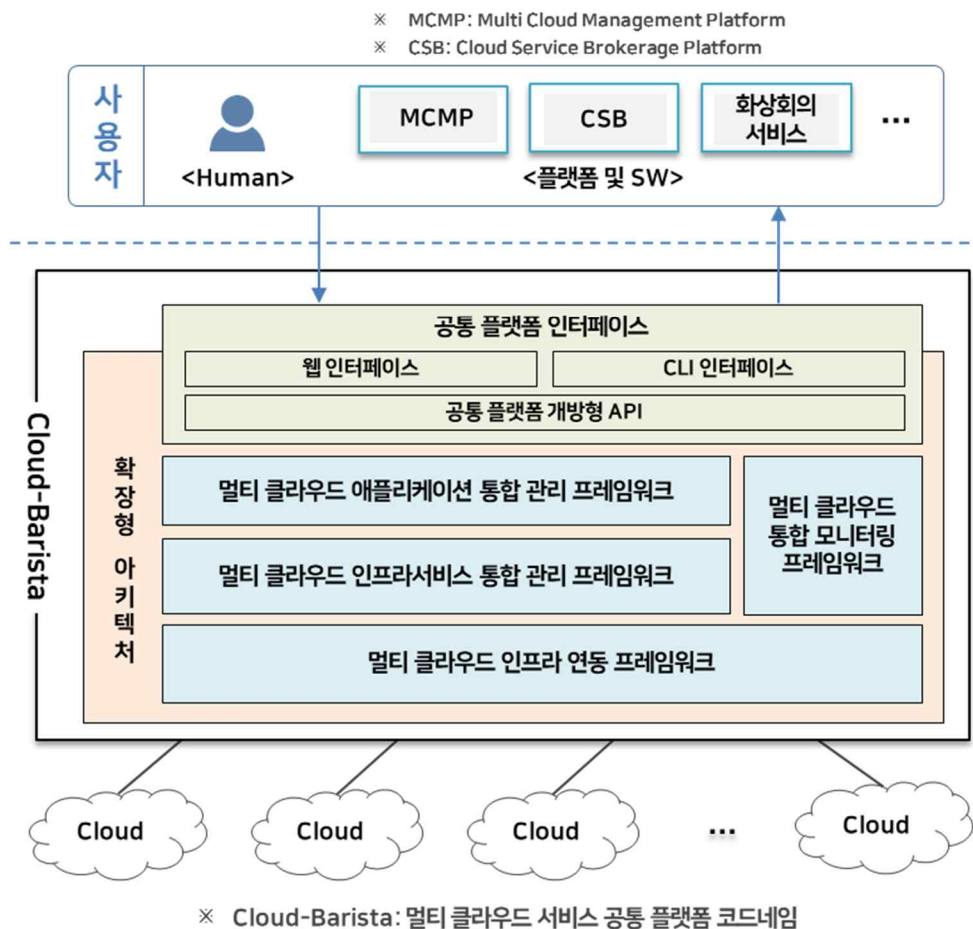 ※ MCMP: Multi Cloud Management Platform
※ CSB: Cloud Service Brokerage Platform
사용자
<Human>
MCMP
CSB
화상회의
서비스
...
<플랫폼 및 SW>
Cloud-Barista
확장형 아키텍처
공통 플랫폼 인터페이스
웹 인터페이스
CLI 인터페이스
공통 플랫폼 개방형 API
멀티 클라우드 애플리케이션 통합 관리 프레임워크
멀티 클라우드 인프라서비스 통합 관리 프레임워크
멀티 클라우드
통합 모니터링
프레임워크
멀티 클라우드 인프라 연동 프레임워크
Cloud
Cloud
Cloud
...
Cloud
※ Cloud-Barista: 멀티 클라우드 서비스 공통 플랫폼 코드네임